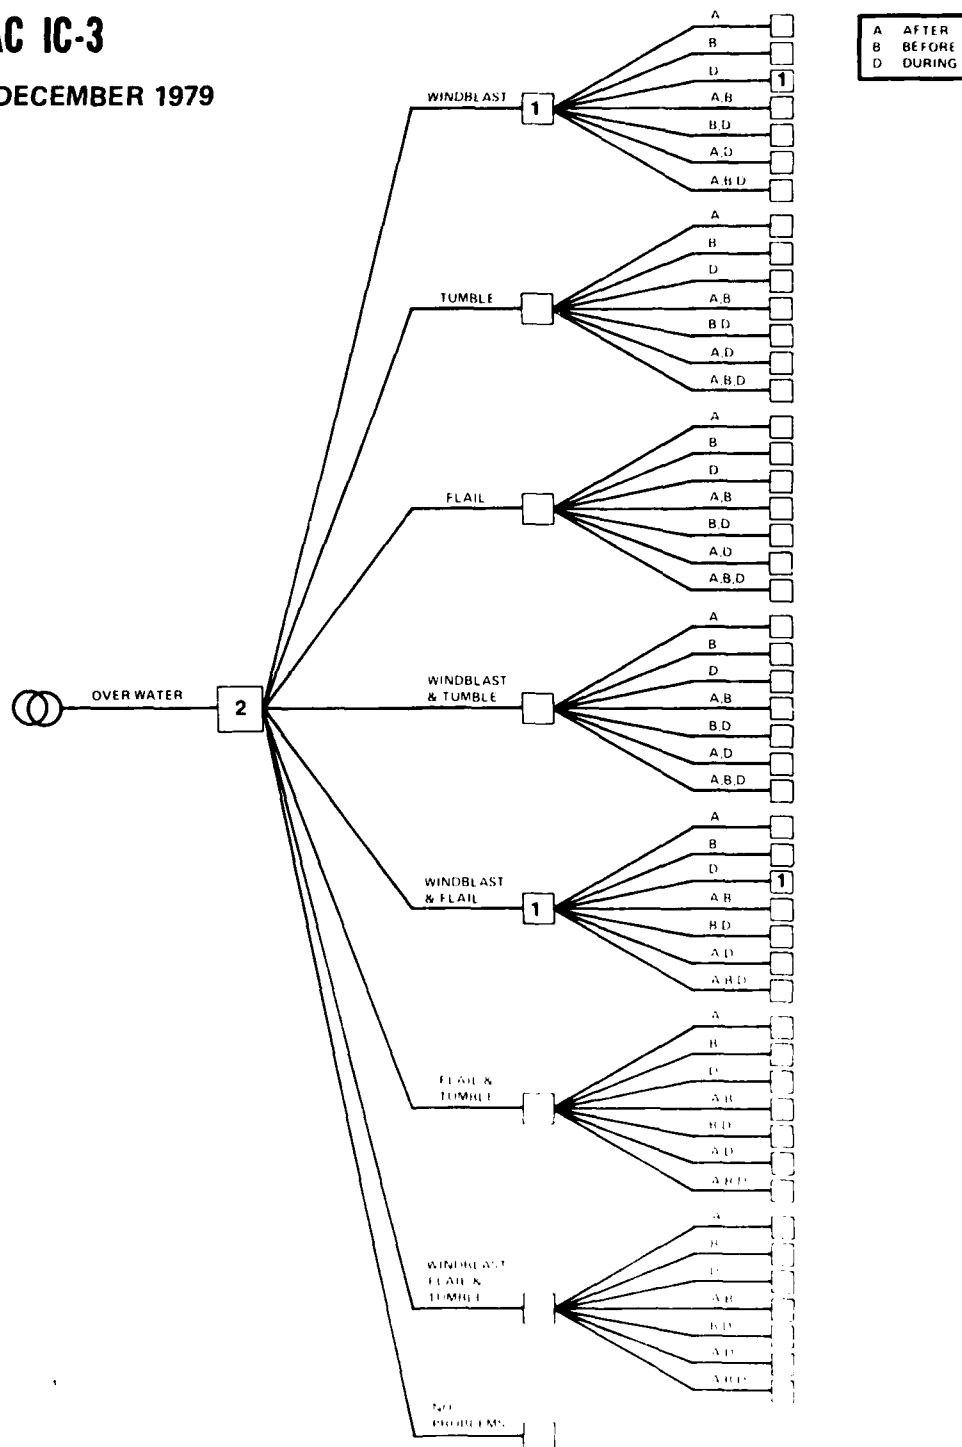 AC IC-3
DECEMBER 1979
A AFTER
B BEFORE
D DURING
OVER WATER
2
WINDBLAST
1
A
B
D
1
A,B
B,D
A,D
A,B,D
TUMBLE
A
B
D
A,B
B,D
A,D
A,B,D
FLAIL
A
B
D
A,B
B,D
A,D
A,B,D
WINDBLAST
& TUMBLE
A
B
D
A,B
B,D
A,D
A,B,D
WINDBLAST
& FLAIL
1
A
B
D
1
A,B
B,D
A,D
A,B,D
FLAIL &
TUMBLE
A
B
D
A,B
B,D
A,D
A,B,D
WINDBLAST
FLAIL &
TUMBLE
A
B
D
A,B
B,D
A,D
A,B,D
NO
PROBLEMS